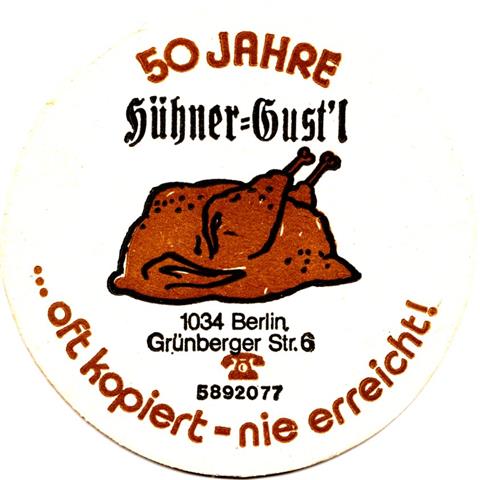 50 JAHRE
Hühner=Gust'l
1034 Berlin,
Grünberger Str. 6
5892077
... oft kopiert - nie erreicht!